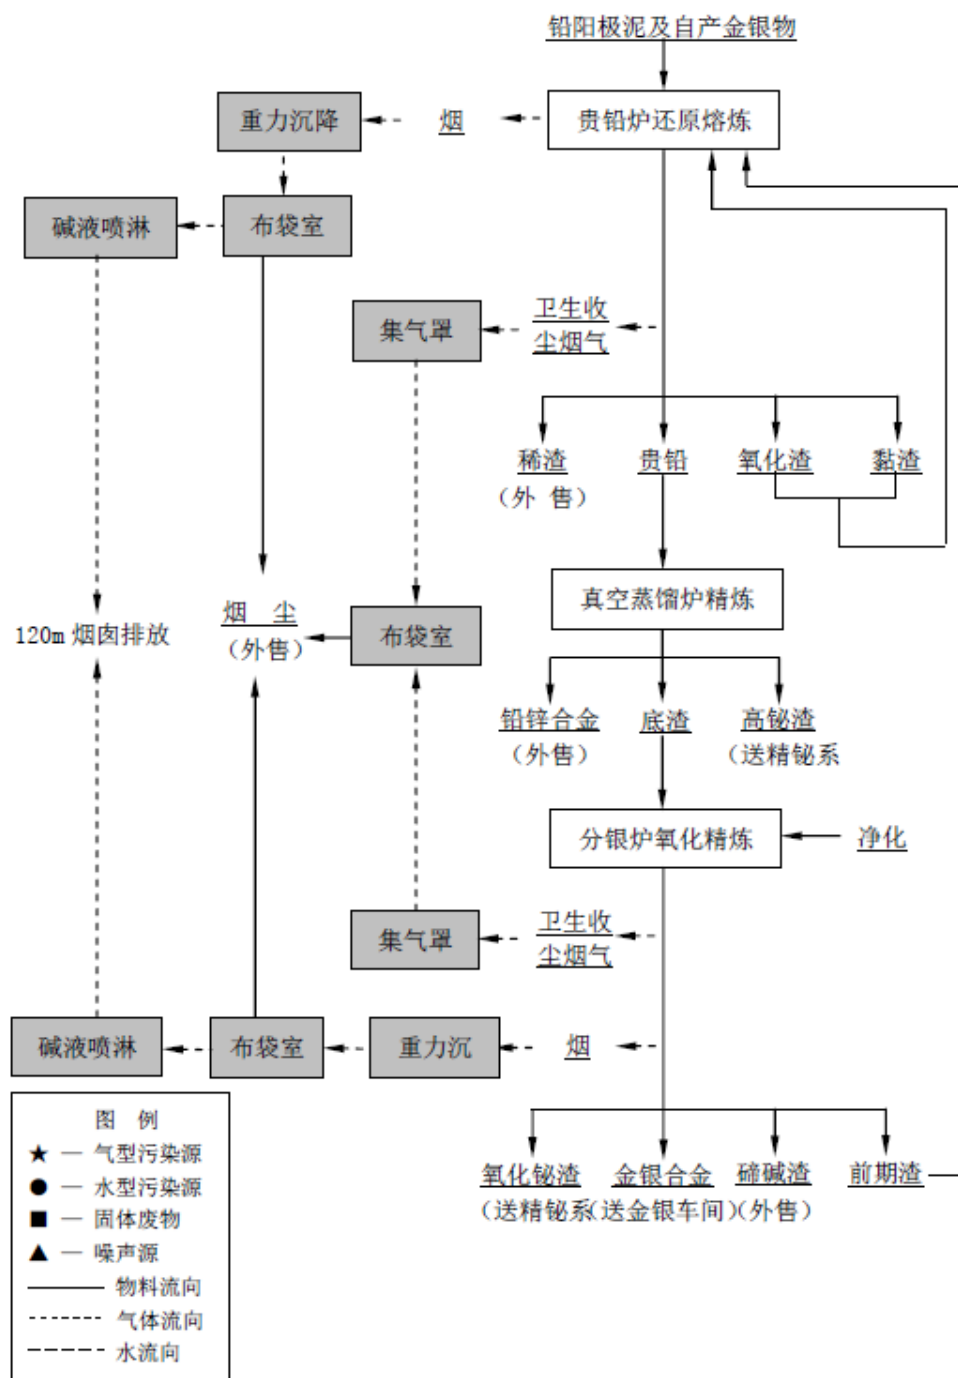 铅阳极泥及自产金银物
重力沉降
烟
贵铅炉还原熔炼
碱液喷淋
布袋室
集气罩
卫生收
尘烟气
稀渣
(外 售)
贵铅
氧化渣
黏渣
真空蒸馏炉精炼
120m 烟囱排放
烟 尘
(外售)
布袋室
铅锌合金
(外售)
底渣
高铋渣
(送精铋系
分银炉氧化精炼
净化
集气罩
卫生收
尘烟气
碱液喷淋
布袋室
重力沉
烟
氧化铋渣
(送精铋系
金银合金
(送金银车间)
碲碱渣
(外售)
前期渣
图 例
★ — 气型污染源
● — 水型污染源
■ — 固体废物
▲ — 噪声源
物料流向
气体流向
水流向